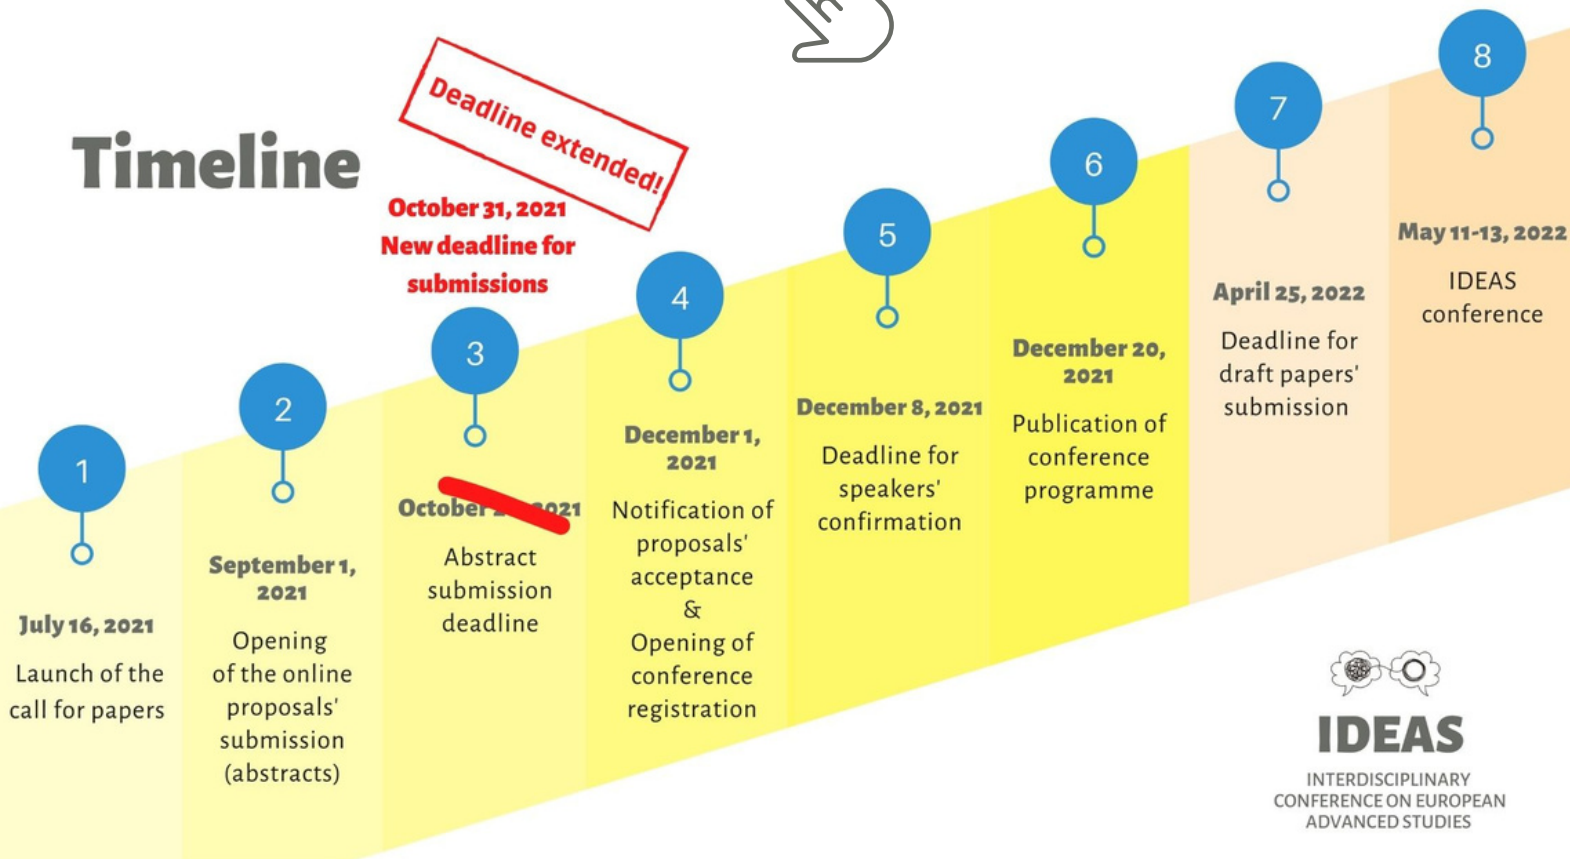 Timeline
Deadline extended!
October 31, 2021
New deadline for
submissions
1
July 16, 2021
Launch of the
call for papers
2
September 1,
2021
Opening
of the online
proposals'
submission
(abstracts)
3
October 2021
Abstract
submission
deadline
4
December 1,
2021
Notification of
proposals'
acceptance
&
Opening of
conference
registration
5
December 8, 2021
Deadline for
speakers'
confirmation
6
December 20,
2021
Publication of
conference
programme
7
April 25, 2022
Deadline for
draft papers'
submission
8
May 11-13, 2022
IDEAS
conference
IDEAS
INTERDISCIPLINARY
CONFERENCE ON EUROPEAN
ADVANCED STUDIES